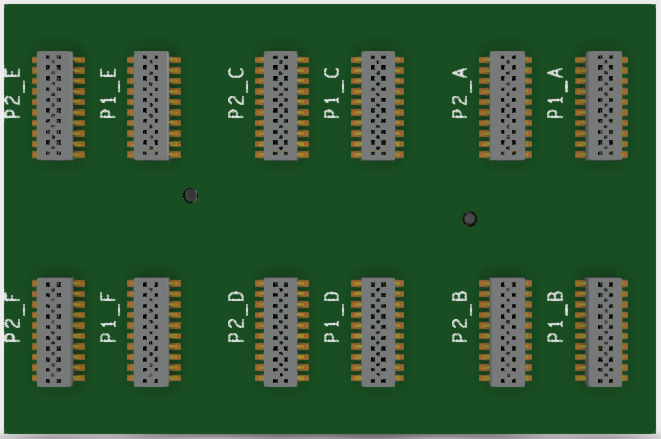 P2_E
P1_E
P2_C
P1_C
P2_A
P1_A
P2_F
P1_F
P2_D
P1_D
P2_B
P1_B